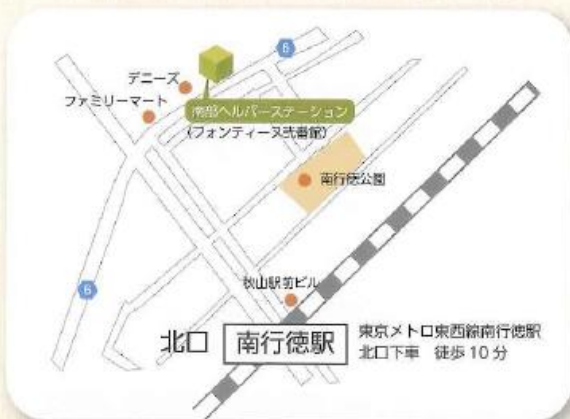 6
デニーズ
ファミリーマート
南部ヘルパーステーション
(フォンティーヌ弐番館)
南行徳公園
6
秋山駅前ビル
北口 南行徳駅
東京メトロ東西線南行徳駅
北口下車 徒歩10分